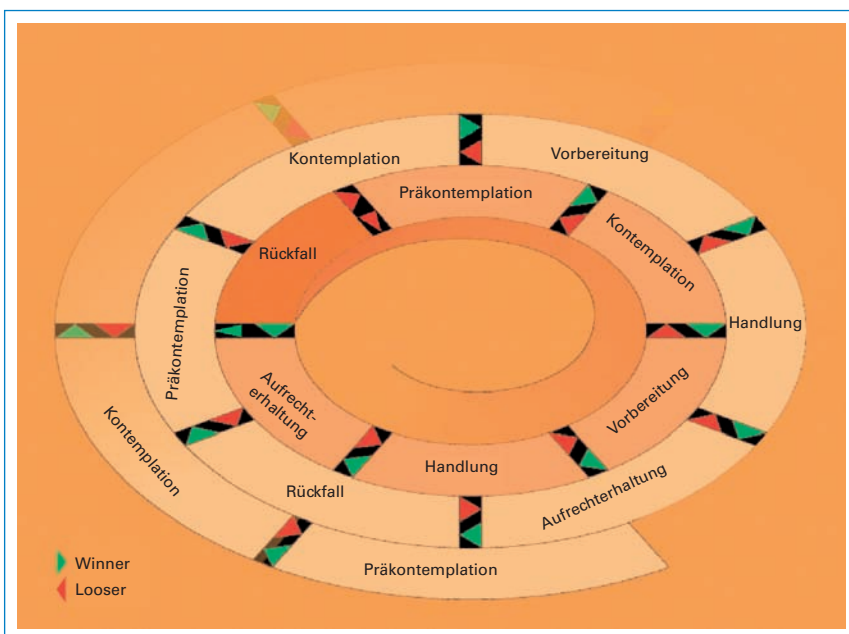 Kontemplation
Vorbereitung
Präkontemplation
Rückfall
Kontemplation
Präkontemplation
Handlung
Aufrecht-
erhaltung
Vorbereitung
Kontemplation
Handlung
Rückfall
Aufrechterhaltung
Winner
Präkontemplation
Looser